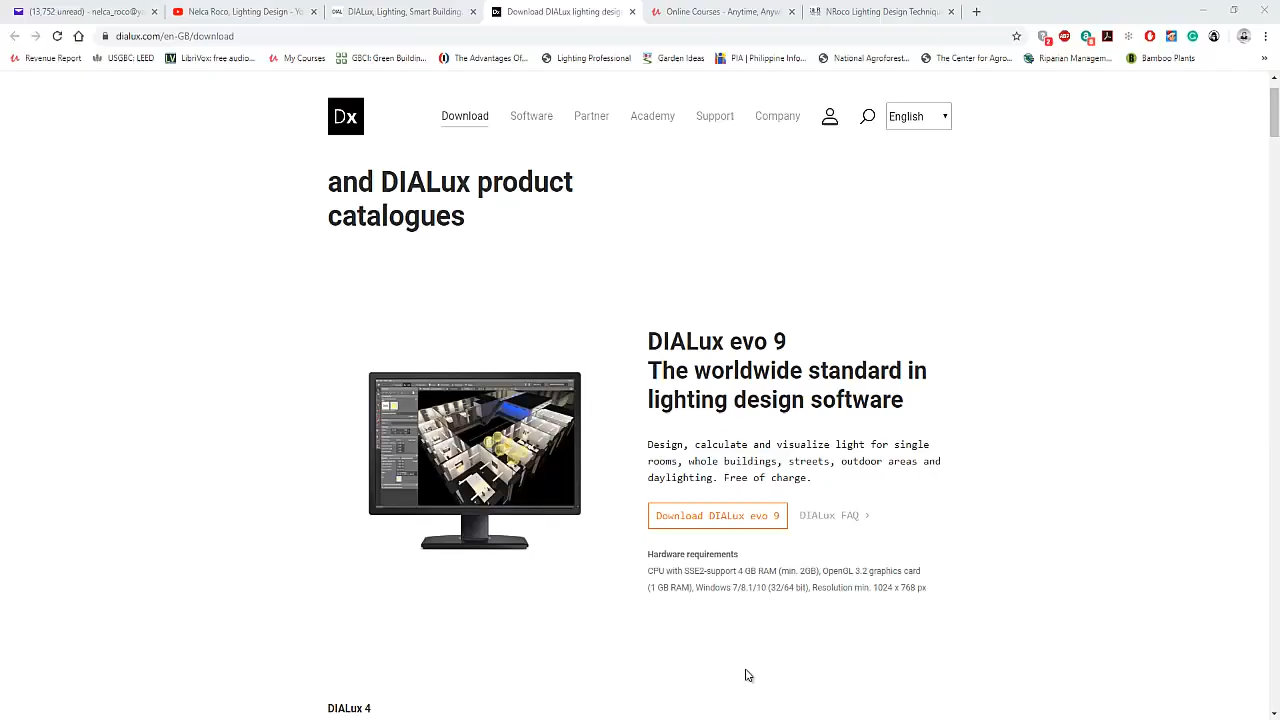 (13,752 unread) - nelca_roco@y
Nelca Roco, Lighting Design - Yo
DIALux, Lighting, Smart Building
Download DIALux lighting desig
Online Courses - Anytime, Anyw
NRoco Lighting Design Techniqu
dialux.com/en-GB/download
Revenue Report
USGBC: LEED
LibriVox: free audio...
My Courses
GBCI: Green Buildin...
The Advantages Of...
Lighting Professional
Garden Ideas
PIA | Philippine Info...
National Agroforest...
The Center for Agro...
Riparian Managem...
Bamboo Plants
Dx
Download
Software
Partner
Academy
Support
Company
English
and DIALux product
catalogues
DIALux evo 9
The worldwide standard in
lighting design software
Design, calculate and visualize light for single
rooms, whole buildings, streets, outdoor areas and
daylighting. Free of charge.
Download DIALux evo 9
DIALux FAQ
Hardware requirements
CPU with SSE2-support 4 GB RAM (min. 2GB), OpenGL 3.2 graphics card
(1 GB RAM), Windows 7/8.1/10 (32/64 bit), Resolution min. 1024 x 768 px
DIALux 4